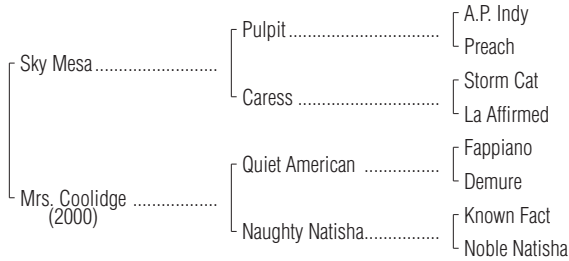 A.P. Indy
Pulpit
Preach
Sky Mesa
Storm Cat
Caress
La Affirmed
Fappiano
Quiet American
Demure
Mrs. Coolidge
(2000)
Known Fact
Naughty Natisha
Noble Natisha